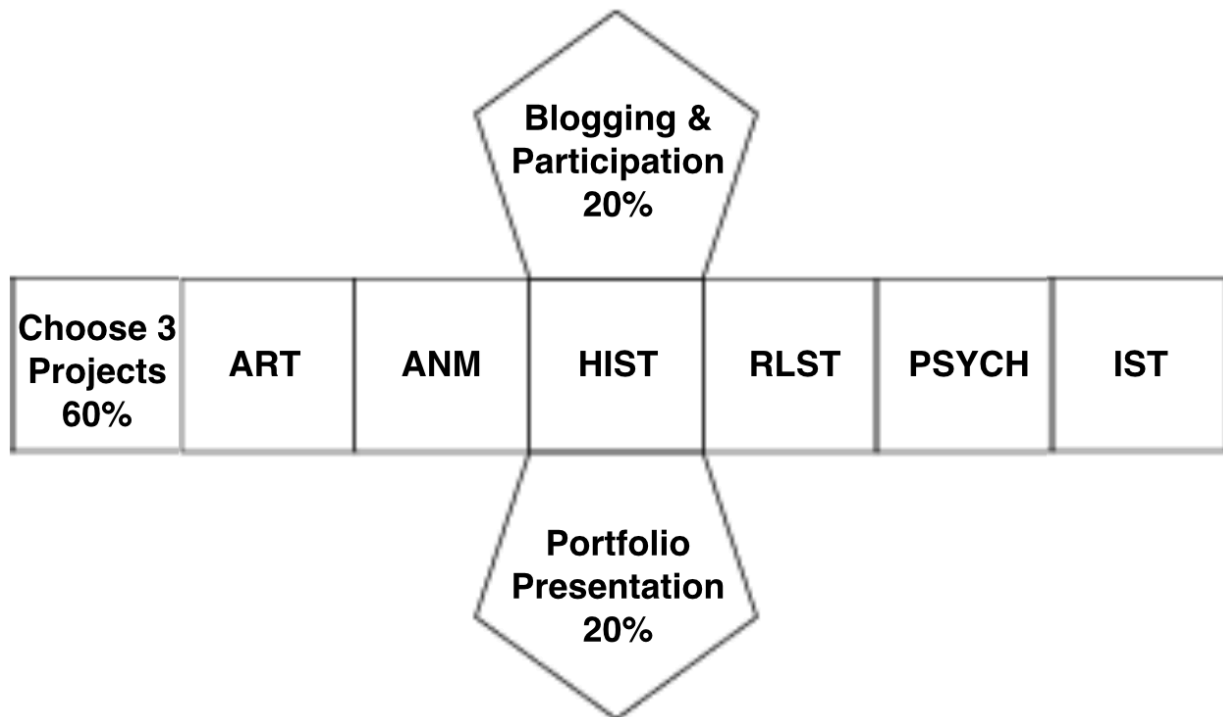 Blogging &
Participation
20%
Choose 3
Projects
60%
ART
ANM
HIST
RLST
PSYCH
IST
Portfolio
Presentation
20%